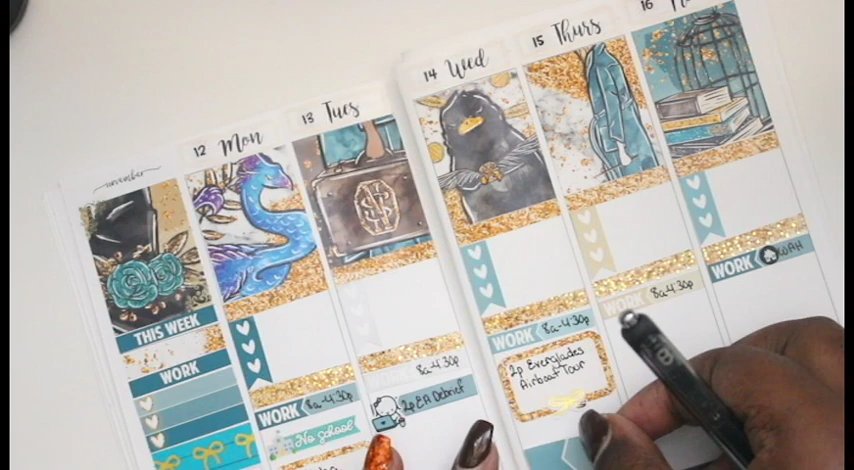 november
12 Mon
13 Tues
14 Wed
15 Thurs
16
THIS WEEK
WORK
WORK 8a-4:30p
No school
8a-4:30p
2p EA Debrief
WORK 8a-4:30p
2p Everglades
Airboat Tour
WORK 8a-4:30p
WORK WAH